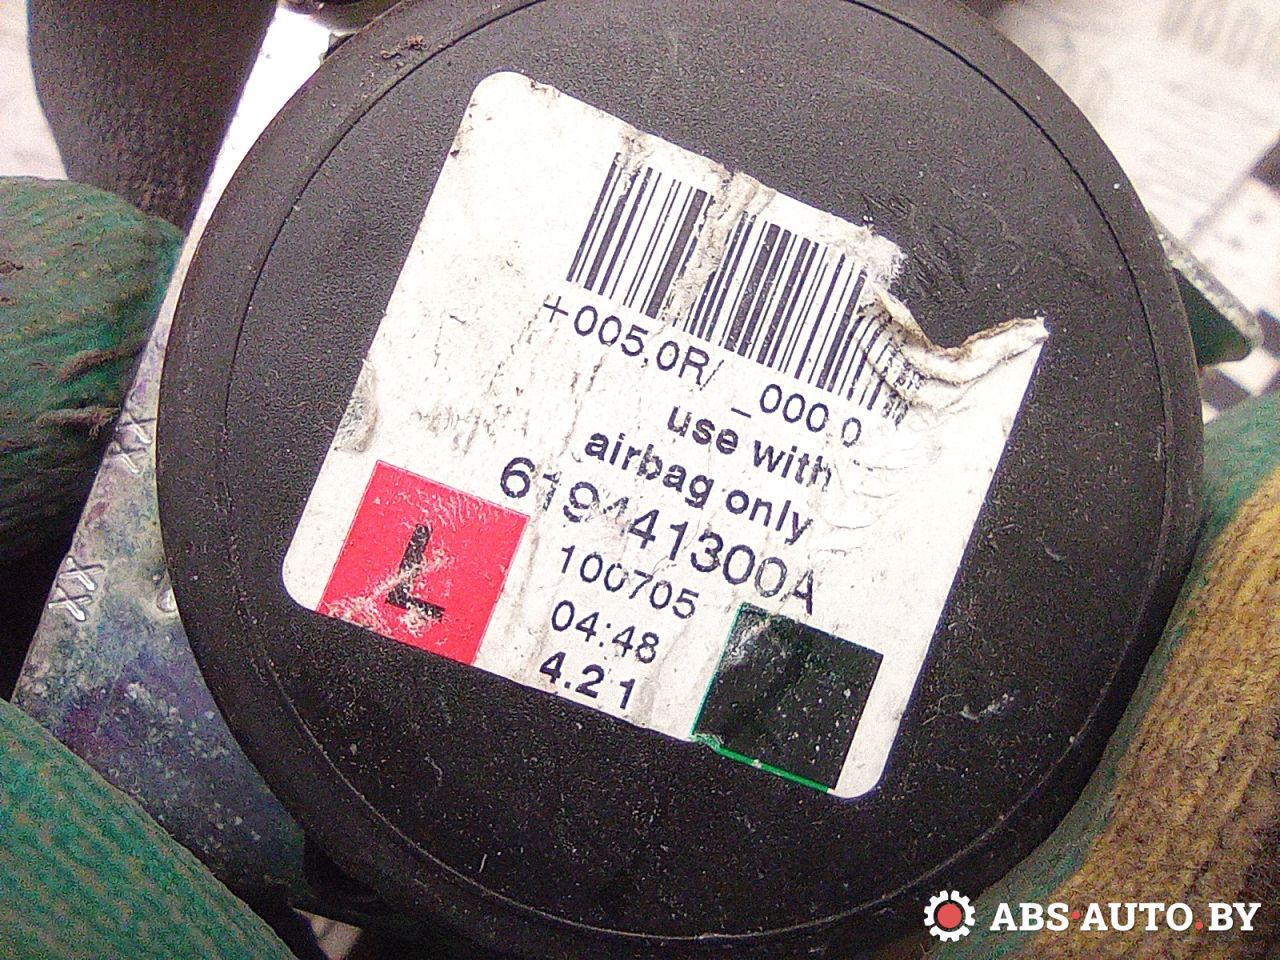 +005,0R/ _000 0
use with
airbag only
619441300A
100705
04:48
4.21
L
ABS·AUTO.BY